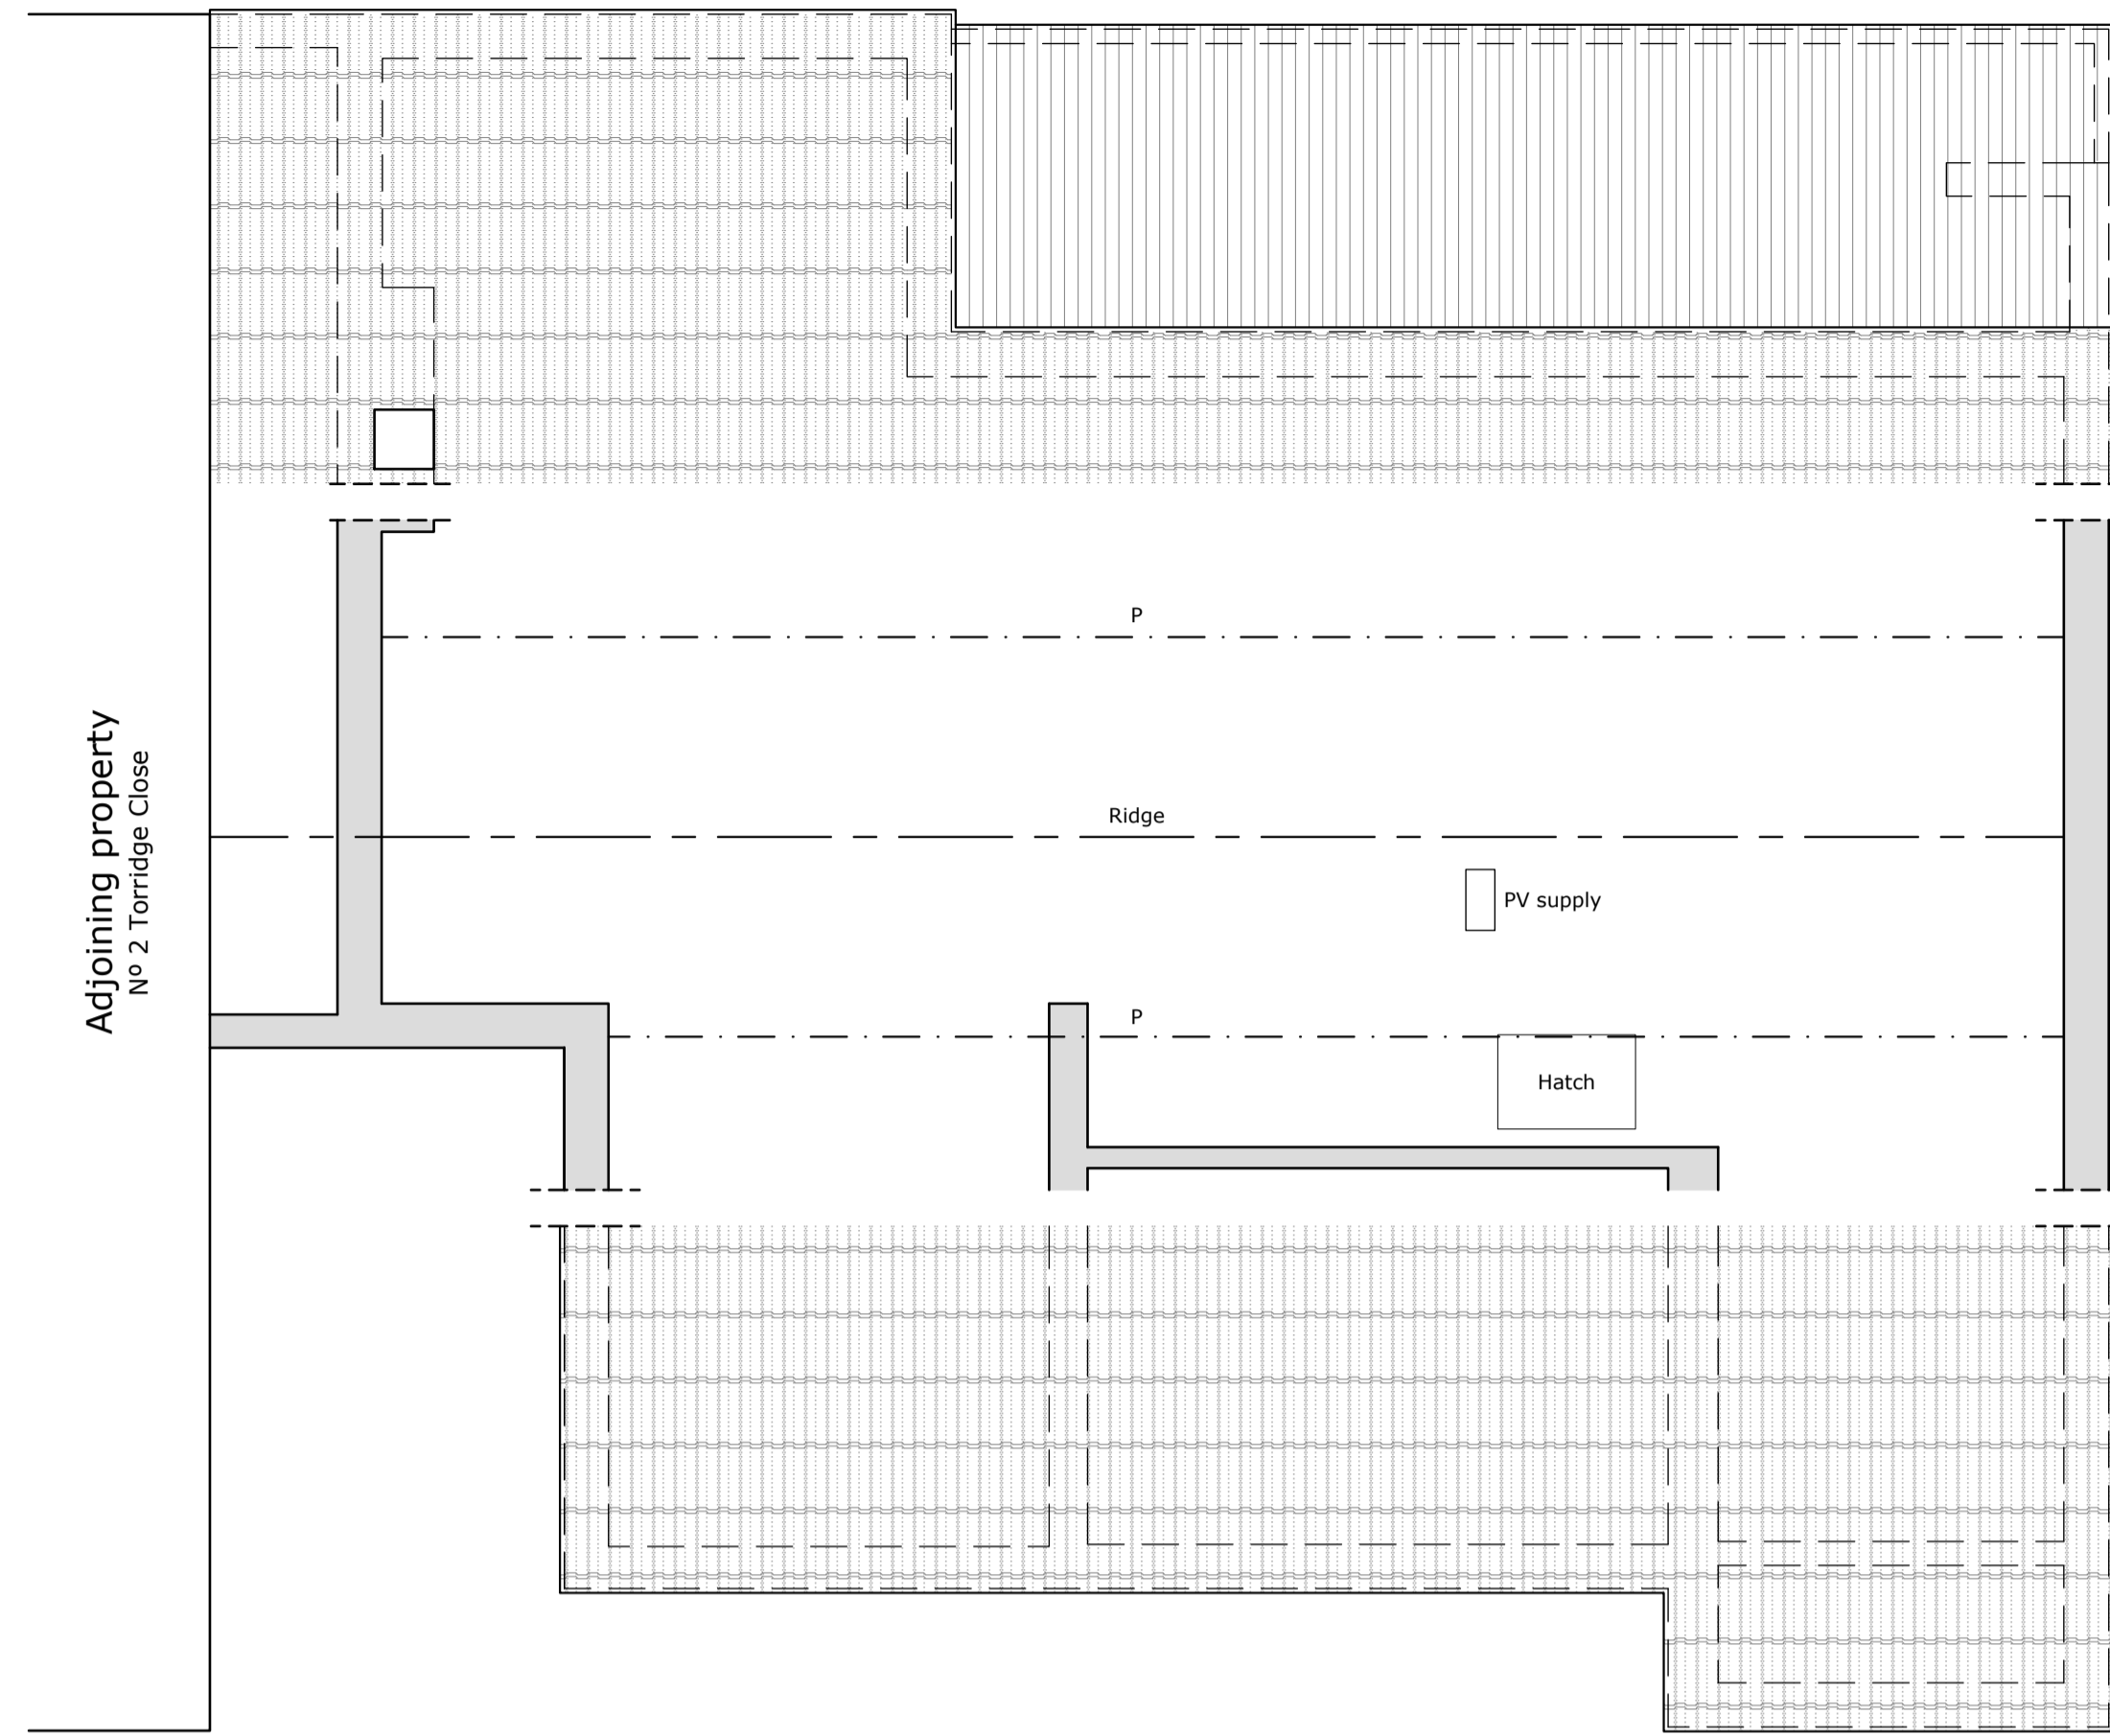 P
Adjoining property
Nº 2 Torridge Close
Ridge
PV supply
P
Hatch